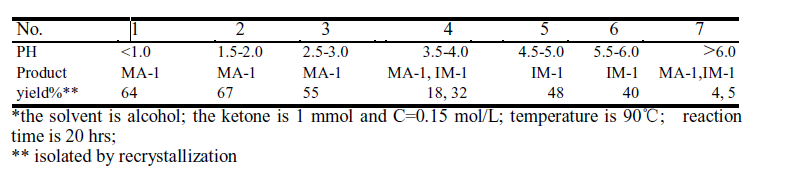 No. 1 2 3 4 5 6 7
PH <1.0 1.5-2.0 2.5-3.0 3.5-4.0 4.5-5.0 5.5-6.0 >6.0
Product MA-1 MA-1 MA-1 MA-1, IM-1 IM-1 IM-1 MA-1,IM-1
yield%** 64 67 55 18, 32 48 40 4, 5
*the solvent is alcohol; the ketone is 1 mmol and C=0.15 mol/L; temperature is 90℃; reaction
time is 20 hrs;
** isolated by recrystallization